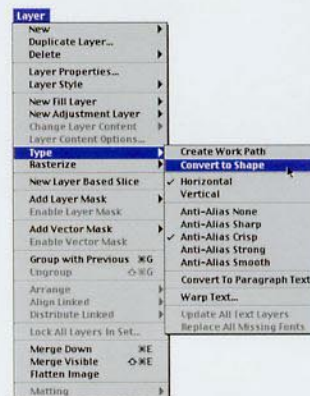 Layer
New
Duplicate Layer...
Delete
Layer Properties...
Layer Style
New Fill Layer
New Adjustment Layer
Change Layer Content
Layer Content Options...
Type
Rasterize
New Layer Based Slice
Add Layer Mask
Enable Layer Mask
Add Vector Mask
Enable Vector Mask
Group with Previous ⌘G
Ungroup ⇧⌘G
Arrange
Align Linked
Distribute Linked
Lock All Layers In Set...
Merge Down ⌘E
Merge Visible ⇧⌘E
Flatten Image
Matting
Create Work Path
Convert to Shape
✓ Horizontal
Vertical
Anti-Alias None
Anti-Alias Sharp
✓ Anti-Alias Crisp
Anti-Alias Strong
Anti-Alias Smooth
Convert To Paragraph Text
Warp Text...
Update All Text Layers
Replace All Missing Fonts